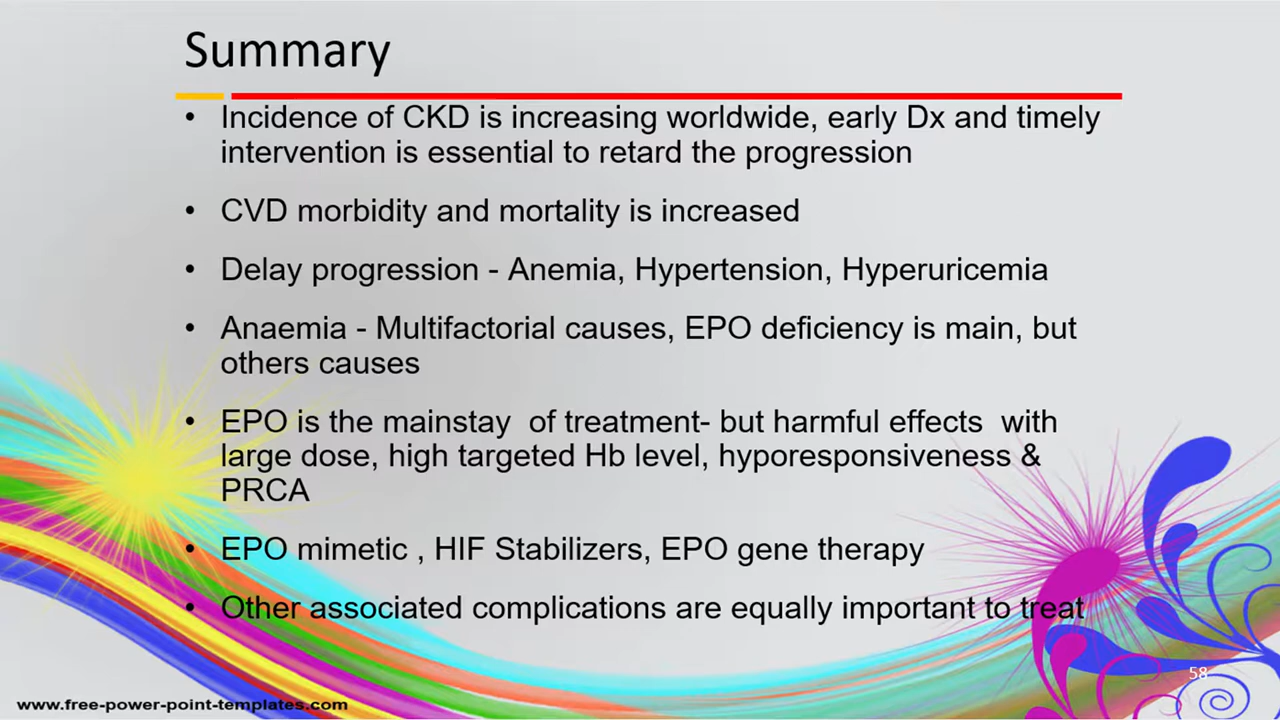 Summary
• Incidence of CKD is increasing worldwide, early Dx and timely
intervention is essential to retard the progression
• CVD morbidity and mortality is increased
• Delay progression - Anemia, Hypertension, Hyperuricemia
• Anaemia - Multifactorial causes, EPO deficiency is main, but
others causes
• EPO is the mainstay  of treatment- but harmful effects  with
large dose, high targeted Hb level, hyporesponsiveness &
PRCA
• EPO mimetic , HIF Stabilizers, EPO gene therapy
• Other associated complications are equally important to treat
58
www.free-power-point-templates.com